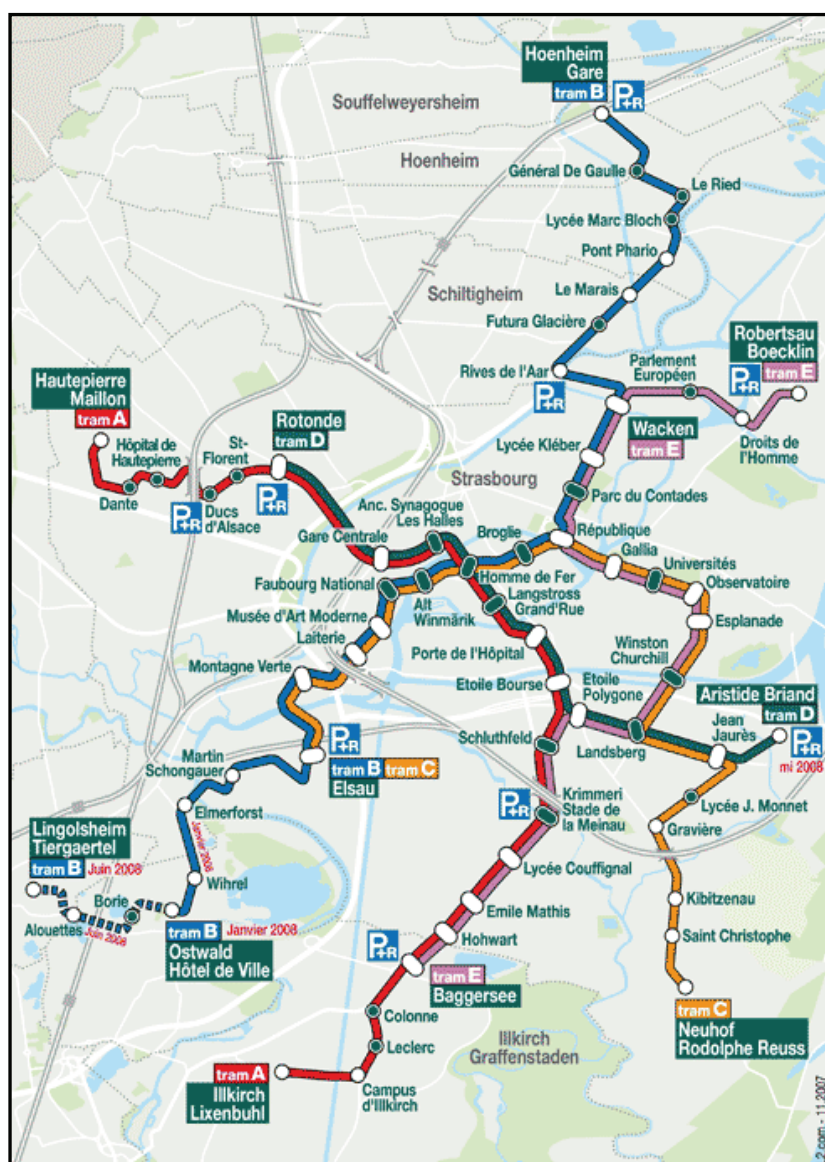 Hoenheim
Gare
tram B
P+R
Souffelweyersheim
Hoenheim
Général De Gaulle
Le Ried
Lycée Marc Bloch
Pont Phario
Schiltigheim
Le Marais
Futura Glacière
Robertsau
Boecklin
P+R
tram E
Parlement
Européen
Rives de l'Aar
P+R
Hautepierre
Maillon
tram A
Wacken
tram E
Droits de
l'Homme
Rotonde
tram D
P+R
Hôpital de
Hautepierre
St-
Florent
Lycée Kléber
Strasbourg
Dante
P+R
Ducs
d'Alsace
Parc du Contades
Anc. Synagogue
Les Halles
Gare Centrale
Broglie
République
Gallia
Universités
Observatoire
Faubourg National
Homme de Fer
Langstross
Grand'Rue
Alt
Winmärik
Musée d'Art Moderne
Laiterie
Esplanade
Porte de l'Hôpital
Winston
Churchill
Montagne Verte
Etoile Bourse
Etoile
Polygone
Aristide Briand
tram D
P+R
mi 2008
Jean
Jaurès
Schluthfeld
Landsberg
P+R
tram B
tram C
Elsau
Martin
Schongauer
Elmerforst
Krimmeri
Stade de
la Meinau
P+R
Lycée J. Monnet
Gravière
Lingolsheim
Tiergaertel
tram B
Juin 2008
Janvier 2008
Wihrel
Lycée Couffignal
Borie
Alouettes
Juin 2008
tram B
Janvier 2008
Ostwald
Hôtel de Ville
Emile Mathis
Kibitzenau
Hohwart
Saint Christophe
P+R
tram E
Baggersee
tram C
Neuhof
Rodolphe Reuss
Colonne
Leclerc
Illkirch
Graffenstaden
tram A
Illkirch
Lixenbuhl
Campus
d'Illkirch
2.com - 11.2007